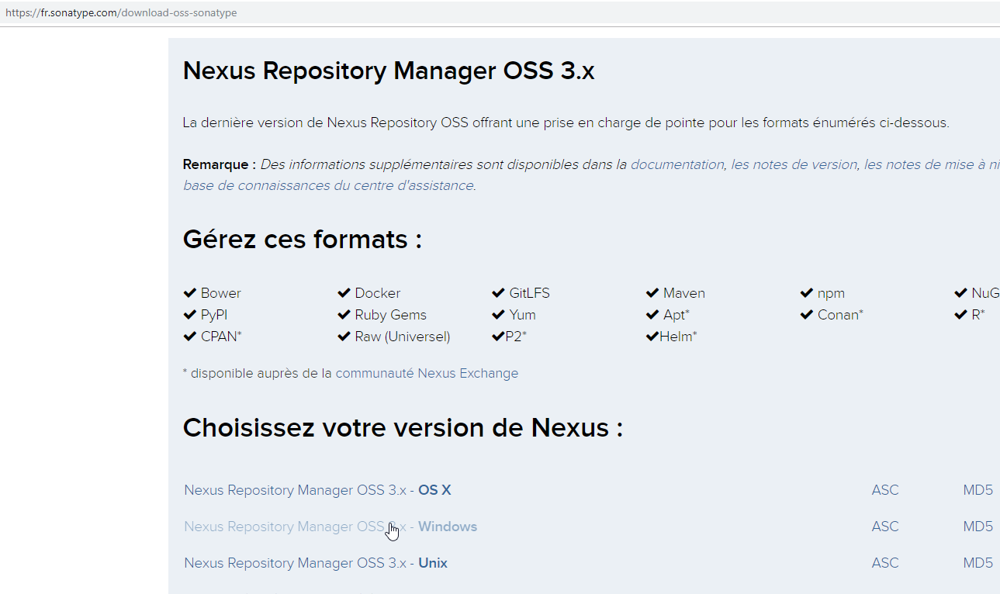 https://fr.sonatype.com/download-oss-sonatype
Nexus Repository Manager OSS 3.x
La dernière version de Nexus Repository OSS offrant une prise en charge de pointe pour les formats énumérés ci-dessous.
Remarque : Des informations supplémentaires sont disponibles dans la documentation, les notes de version, les notes de mise à ni
base de connaissances du centre d'assistance.
Gérez ces formats :
✔ Bower ✔ Docker ✔ GitLFS ✔ Maven ✔ npm ✔ NuG
✔ PyPI ✔ Ruby Gems ✔ Yum ✔ Apt* ✔ Conan* ✔ R*
✔ CPAN* ✔ Raw (Universel) ✔P2* ✔Helm*
* disponible auprès de la communauté Nexus Exchange
Choisissez votre version de Nexus :
Nexus Repository Manager OSS 3.x - OS X ASC MD5
Nexus Repository Manager OSS 3.x - Windows ASC MD5
Nexus Repository Manager OSS 3.x - Unix ASC MD5